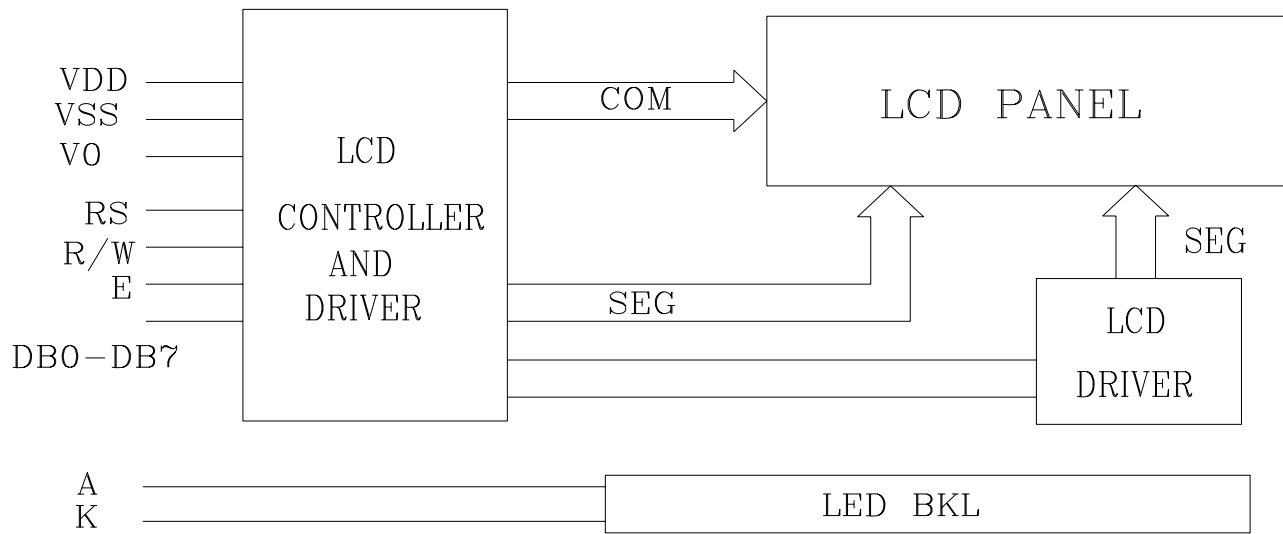 VDD
VSS
V0
RS
R/W
E
DB0-DB7
LCD
CONTROLLER
AND
DRIVER
COM
SEG
LCD PANEL
SEG
LCD
DRIVER
A
K
LED BKL